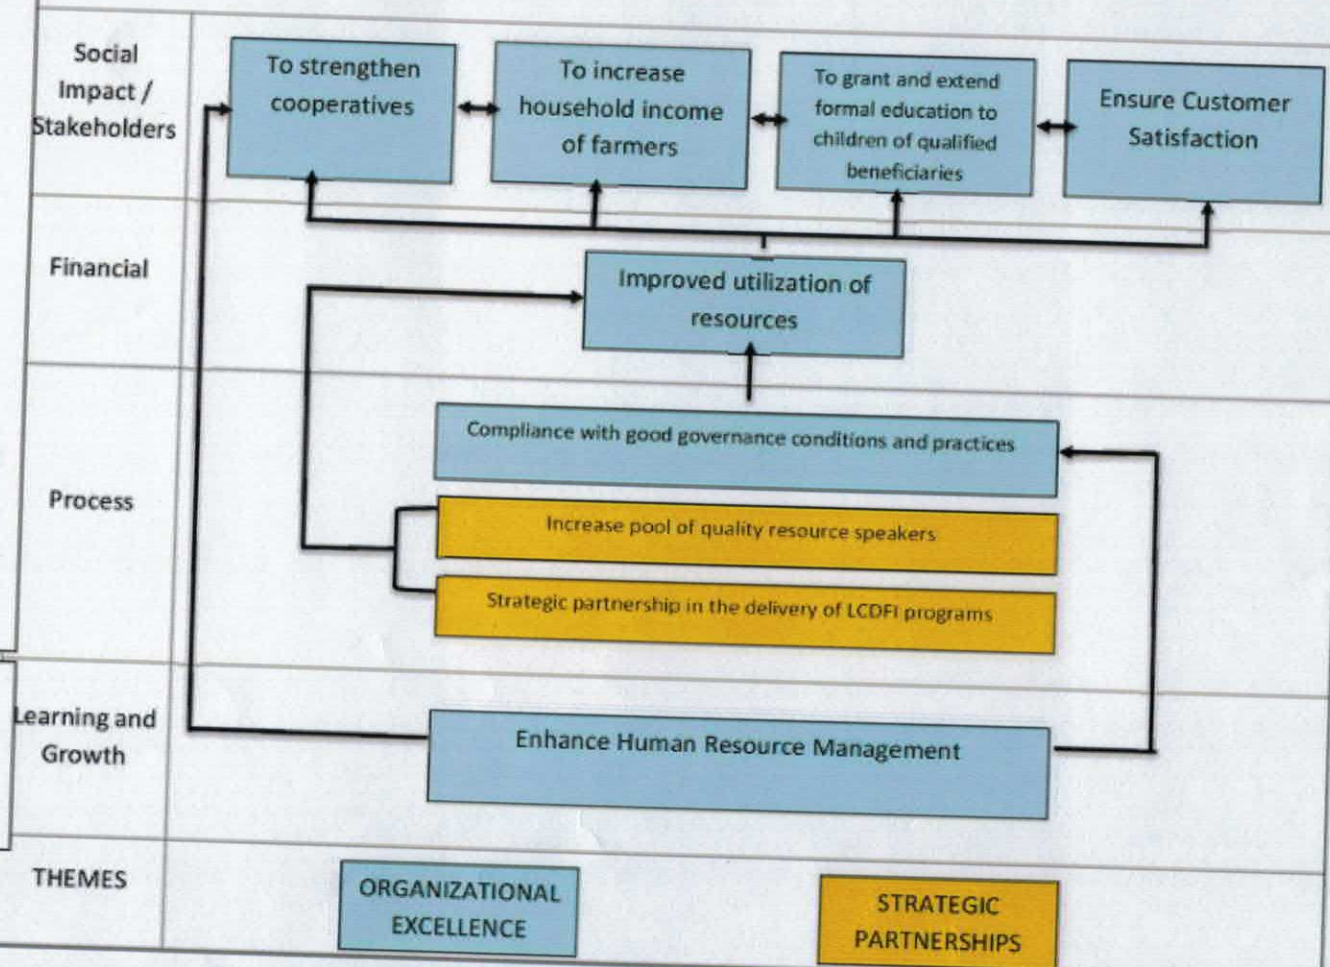 Social
Impact /
Stakeholders
To strengthen
cooperatives
To increase
household income
of farmers
To grant and extend
formal education to
children of qualified
beneficiaries
Ensure Customer
Satisfaction
Financial
Improved utilization of
resources
Process
Compliance with good governance conditions and practices
Increase pool of quality resource speakers
Strategic partnership in the delivery of LCDFI programs
Learning and
Growth
Enhance Human Resource Management
THEMES
ORGANIZATIONAL
EXCELLENCE
STRATEGIC
PARTNERSHIPS